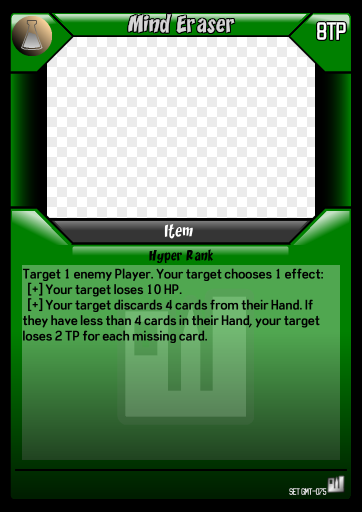 Mind Eraser
8TP
Item
Hyper Rank
Target 1 enemy Player. Your target chooses 1 effect:
[+] Your target loses 10 HP.
[+] Your target discards 4 cards from their Hand. If
they have less than 4 cards in their Hand, your target
loses 2 TP for each missing card.
SET GMT-075